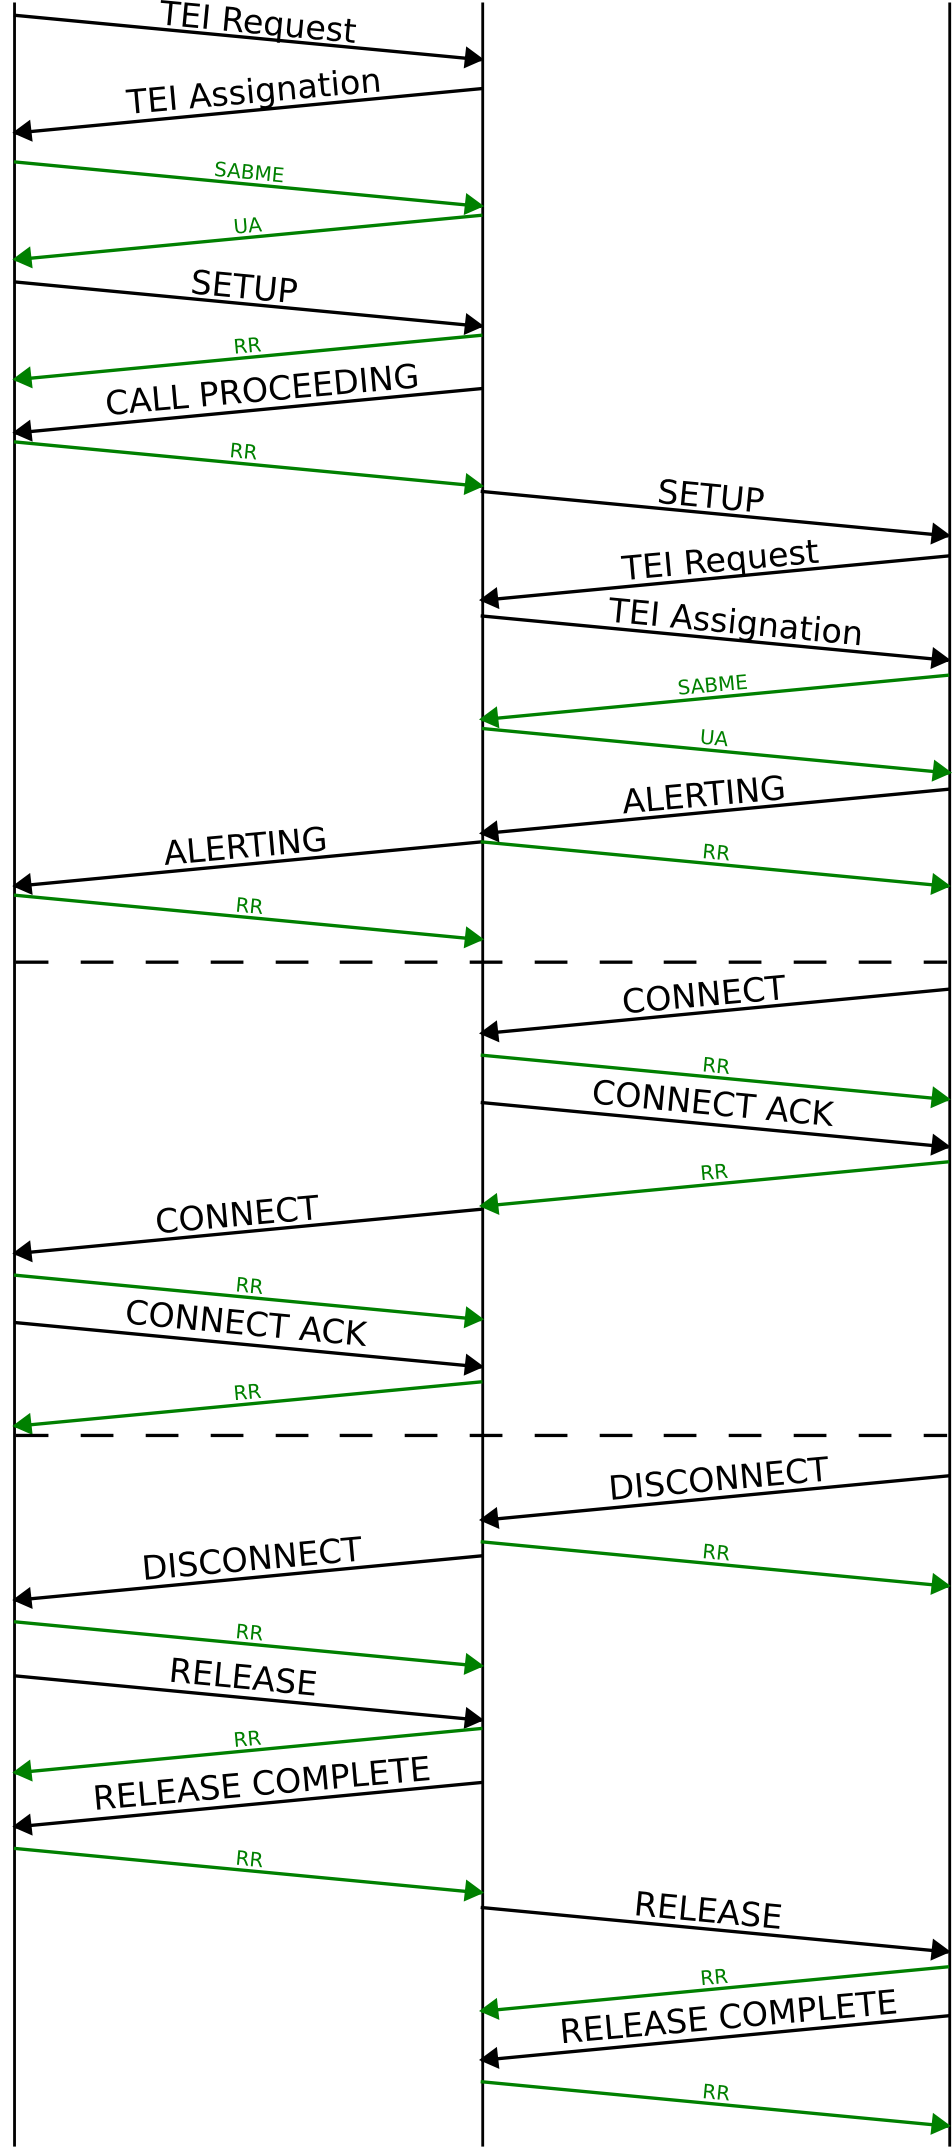 TEI Request
TEI Assignation
SABME
UA
SETUP
RR
CALL PROCEEDING
RR
SETUP
TEI Request
TEI Assignation
SABME
UA
ALERTING
ALERTING
RR
RR
CONNECT
RR
CONNECT ACK
RR
CONNECT
RR
CONNECT ACK
RR
DISCONNECT
DISCONNECT
RR
RR
RELEASE
RR
RELEASE COMPLETE
RR
RELEASE
RR
RELEASE COMPLETE
RR